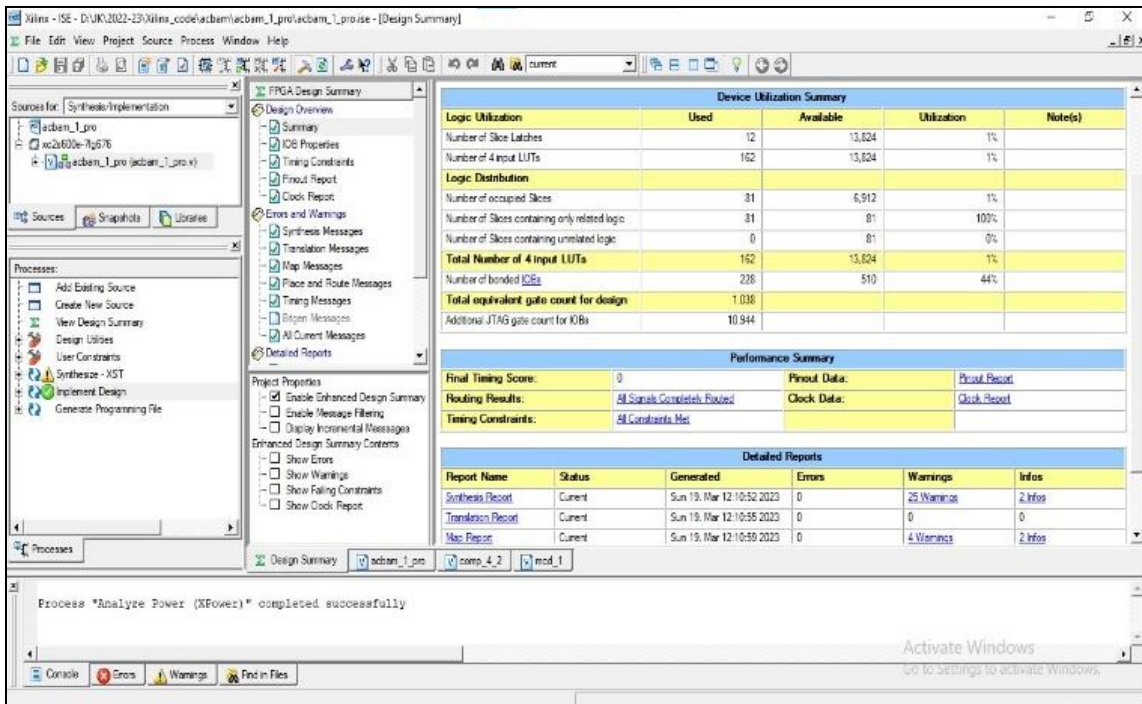 Xilinx - ISE - D:\JK\2022-23\Xilinx_code\acbam\acbam_1_pro\acbam_1_pro.ise - [Design Summary]
File Edit View Project Source Process Window Help
current
Sources for: Synthesis/Implementation
acbam_1_pro
xc2s600e-7fg676
acbam_1_pro (acbam_1_pro.v)
Sources Snapshots Libraries
Processes:
Add Existing Source
Create New Source
View Design Summary
Design Utilities
User Constraints
Synthesize - XST
Implement Design
Generate Programming File
Processes
FPGA Design Summary
Design Overview
Summary
IOB Properties
Timing Constraints
Pinout Report
Clock Report
Errors and Warnings
Synthesis Messages
Translation Messages
Map Messages
Place and Route Messages
Timing Messages
Bitgen Messages
All Current Messages
Detailed Reports
Project Properties
Enable Enhanced Design Summary
Enable Message Filtering
Display Incremental Messages
Enhanced Design Summary Contents
Show Errors
Show Warnings
Show Failing Constraints
Show Clock Report
Device Utilization Summary
Logic Utilization Used Available Utilization Note(s)
Number of Slice Latches 12 13,824 1%
Number of 4 input LUTs 162 13,824 1%
Logic Distribution
Number of occupied Slices 81 6,912 1%
Number of Slices containing only related logic 81 81 100%
Number of Slices containing unrelated logic 0 81 0%
Total Number of 4 input LUTs 162 13,824 1%
Number of bonded IOBs 228 510 44%
Total equivalent gate count for design 1,038
Additional JTAG gate count for IOBs 10,944
Performance Summary
Final Timing Score: 0 Pinout Data: Pinout Report
Routing Results: All Signals Completely Routed Clock Data: Clock Report
Timing Constraints: All Constraints Met
Detailed Reports
Report Name Status Generated Errors Warnings Infos
Synthesis Report Current Sun 19. Mar 12:10:52 2023 0 25 Warnings 2 Infos
Translation Report Current Sun 19. Mar 12:10:55 2023 0 0 0
Map Report Current Sun 19. Mar 12:10:59 2023 0 4 Warnings 2 Infos
Design Summary acbam_1_pro comp_4_2 mod_1
Process "Analyze Power (XPower)" completed successfully
Activate Windows
Go to Settings to activate Windows.
Console Errors Warnings Find in Files